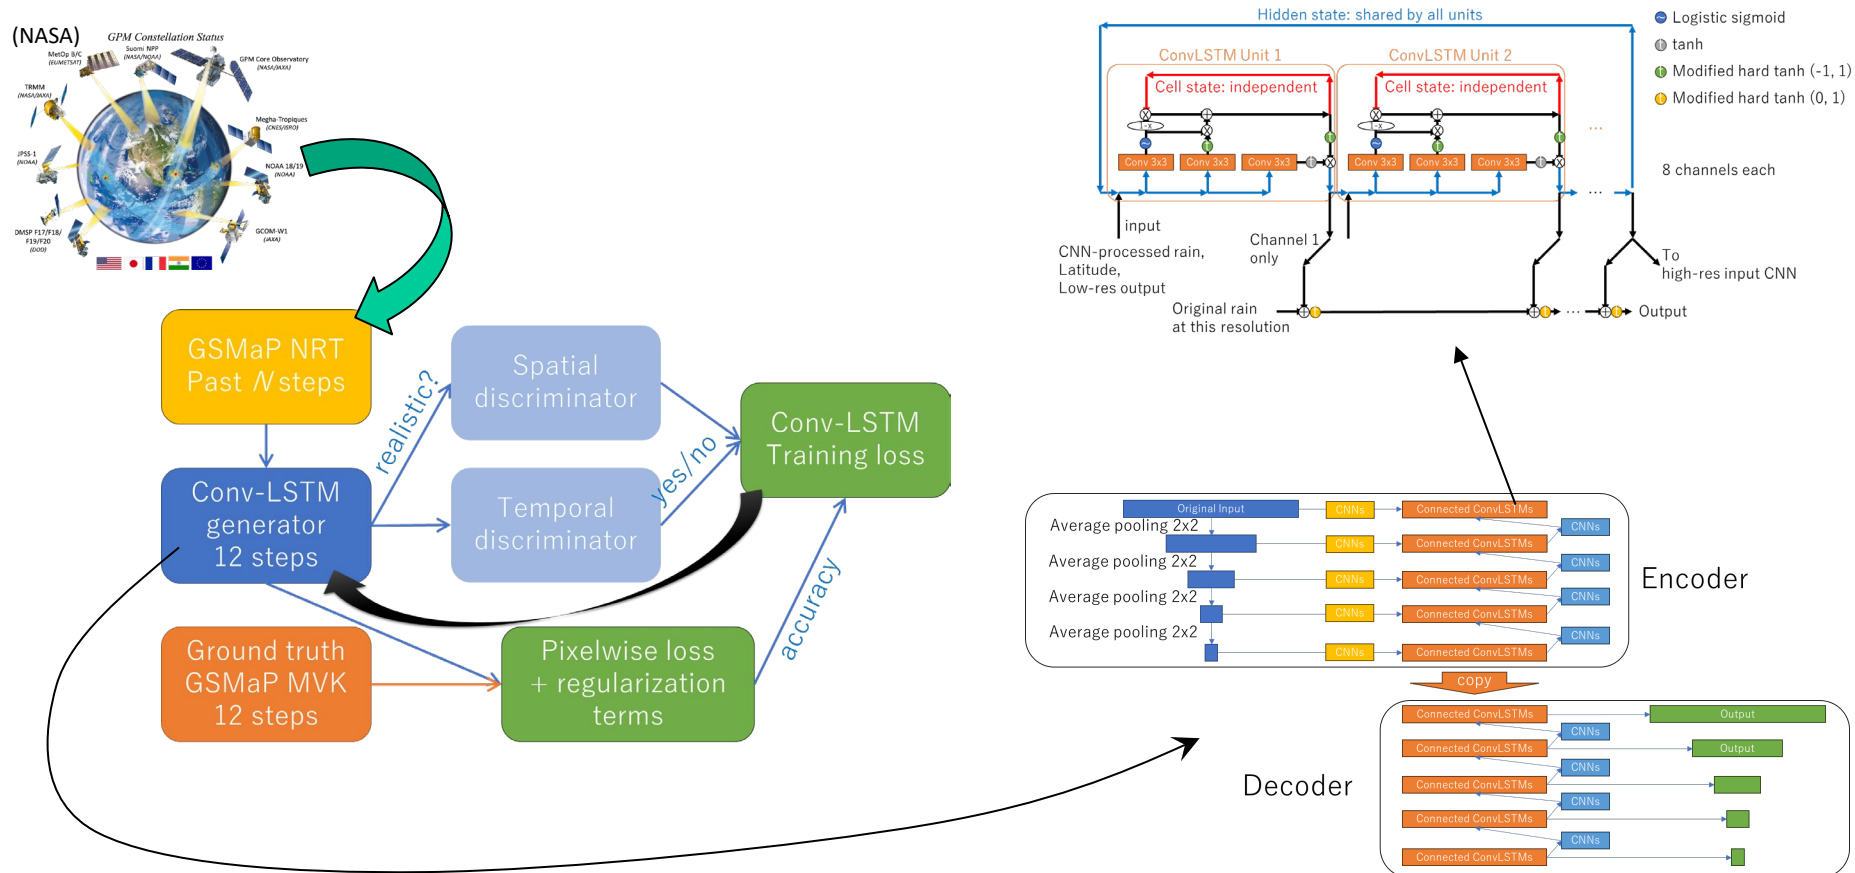 (NASA)
GPM Constellation Status
MetOp B/C
(EUMETSAT)
Suomi NPP
(NASA/NOAA)
GPM Core Observatory
(NASA/JAXA)
TRMM
(NASA/JAXA)
Megha-Tropiques
(CNES/ISRO)
JPSS-1
(NOAA)
NOAA 18/19
(NOAA)
DMSP F17/F18/
F19/F20
(DOD)
GCOM-W1
(JAXA)
GSMaP NRT
Past N steps
Conv-LSTM
generator
12 steps
Ground truth
GSMaP MVK
12 steps
realistic?
Spatial
discriminator
Temporal
discriminator
yes/no
Conv-LSTM
Training loss
Pixelwise loss
+ regularization
terms
accuracy
Hidden state: shared by all units
ConvLSTM Unit 1
ConvLSTM Unit 2
Cell state: independent
Cell state: independent
1-x
1-x
Conv 3x3
Conv 3x3
Conv 3x3
Conv 3x3
Conv 3x3
Conv 3x3
...
...
Logistic sigmoid
tanh
Modified hard tanh (-1, 1)
Modified hard tanh (0, 1)
8 channels each
input
CNN-processed rain,
Latitude,
Low-res output
Channel 1
only
To
high-res input CNN
Original rain
at this resolution
...
Output
Original Input
CNNs
Connected ConvLSTMs
Average pooling 2x2
CNNs
CNNs
Connected ConvLSTMs
Average pooling 2x2
CNNs
CNNs
Connected ConvLSTMs
Average pooling 2x2
CNNs
CNNs
Connected ConvLSTMs
Average pooling 2x2
CNNs
CNNs
Connected ConvLSTMs
Encoder
copy
Decoder
Connected ConvLSTMs
Output
CNNs
Connected ConvLSTMs
Output
CNNs
Connected ConvLSTMs
CNNs
Connected ConvLSTMs
CNNs
Connected ConvLSTMs